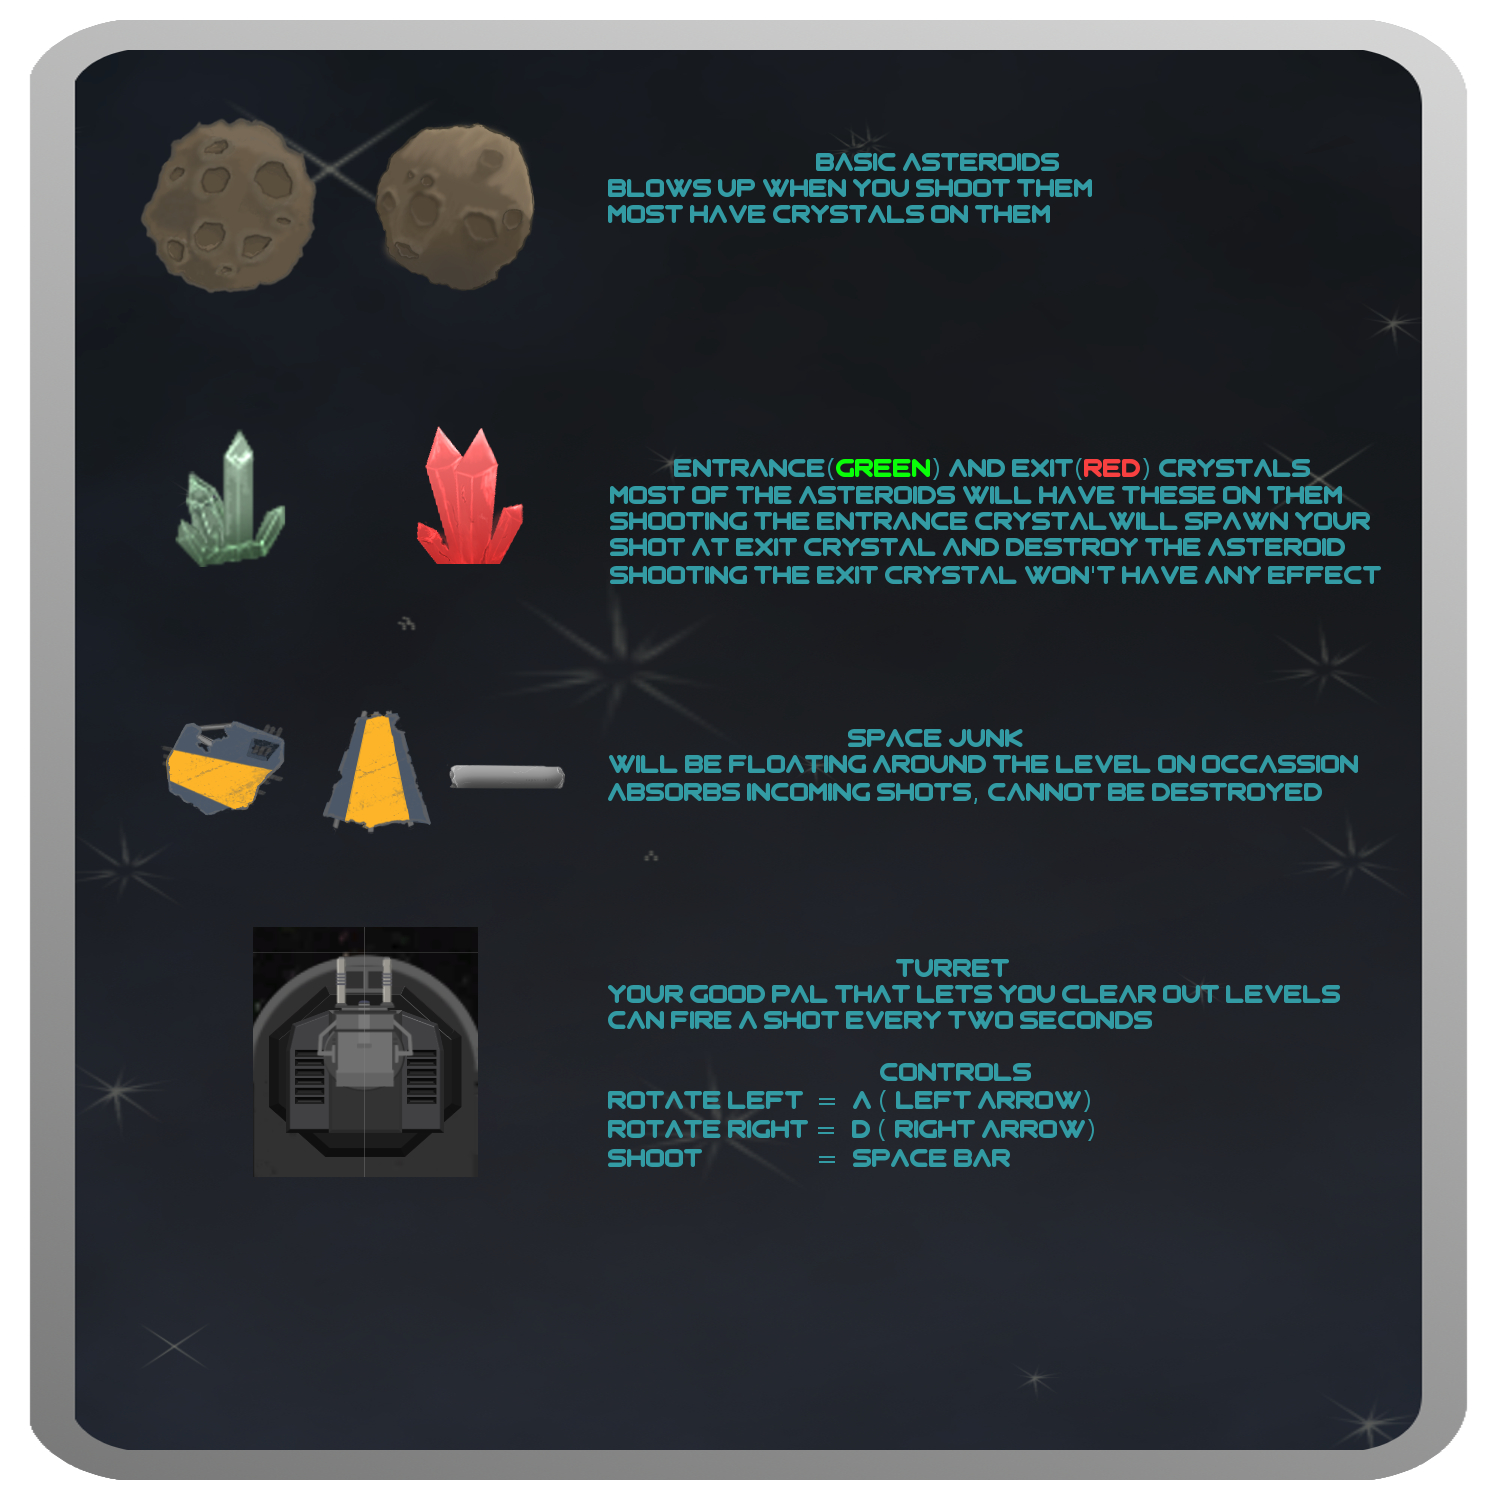 BASIC ASTEROIDS
BLOWS UP WHEN YOU SHOOT THEM
MOST HAVE CRYSTALS ON THEM
ENTRANCE(GREEN) AND EXIT(RED) CRYSTALS
MOST OF THE ASTEROIDS WILL HAVE THESE ON THEM
SHOOTING THE ENTRANCE CRYSTALWILL SPAWN YOUR
SHOT AT EXIT CRYSTAL AND DESTROY THE ASTEROID
SHOOTING THE EXIT CRYSTAL WON'T HAVE ANY EFFECT
SPACE JUNK
WILL BE FLOATING AROUND THE LEVEL ON OCCASSION
ABSORBS INCOMING SHOTS, CANNOT BE DESTROYED
TURRET
YOUR GOOD PAL THAT LETS YOU CLEAR OUT LEVELS
CAN FIRE A SHOT EVERY TWO SECONDS
CONTROLS
ROTATE LEFT = A ( LEFT ARROW)
ROTATE RIGHT = D ( RIGHT ARROW)
SHOOT = SPACE BAR